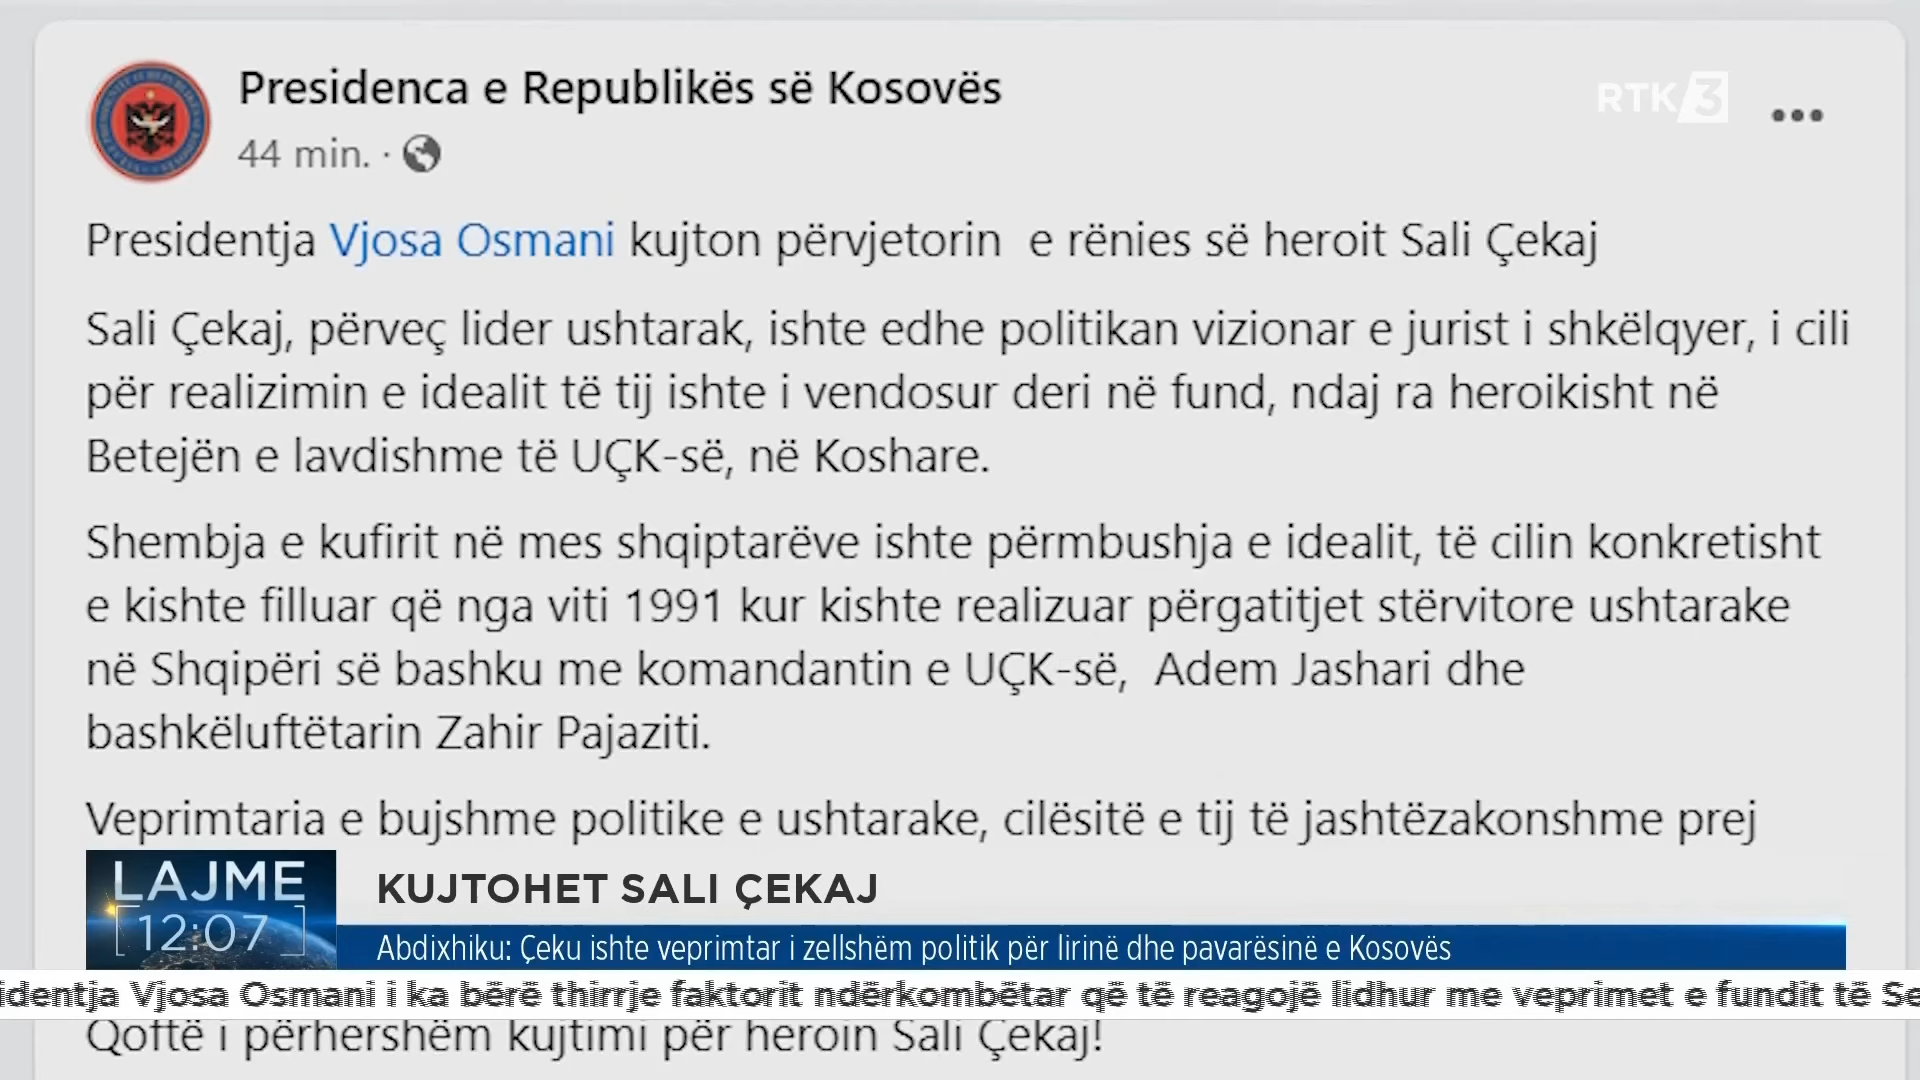 Presidenca e Republikës së Kosovës
44 min. ·
RTK 3
Presidentja Vjosa Osmani kujton përvjetorin e rënies së heroit Sali Çekaj
Sali Çekaj, përveç lider ushtarak, ishte edhe politikan vizionar e jurist i shkëlqyer, i cili
për realizimin e idealit të tij ishte i vendosur deri në fund, ndaj ra heroikisht në
Betejën e lavdishme të UÇK-së, në Koshare.
Shembja e kufirit në mes shqiptarëve ishte përmbushja e idealit, të cilin konkretisht
e kishte filluar që nga viti 1991 kur kishte realizuar përgatitjet stërvitore ushtarake
në Shqipëri së bashku me komandantin e UÇK-së, Adem Jashari dhe
bashkëluftëtarin Zahir Pajaziti.
Veprimtaria e bujshme politike e ushtarake, cilësitë e tij të jashtëzakonshme prej
LAJME
12:07
KUJTOHET SALI ÇEKAJ
Abdixhiku: Çeku ishte veprimtar i zellshëm politik për lirinë dhe pavarësinë e Kosovës
identja Vjosa Osmani i ka bërë thirrje faktorit ndërkombëtar që të reagojë lidhur me veprimet e fundit të Se
Qoftë i përhershëm kujtimi për heroin Sali Çekaj!